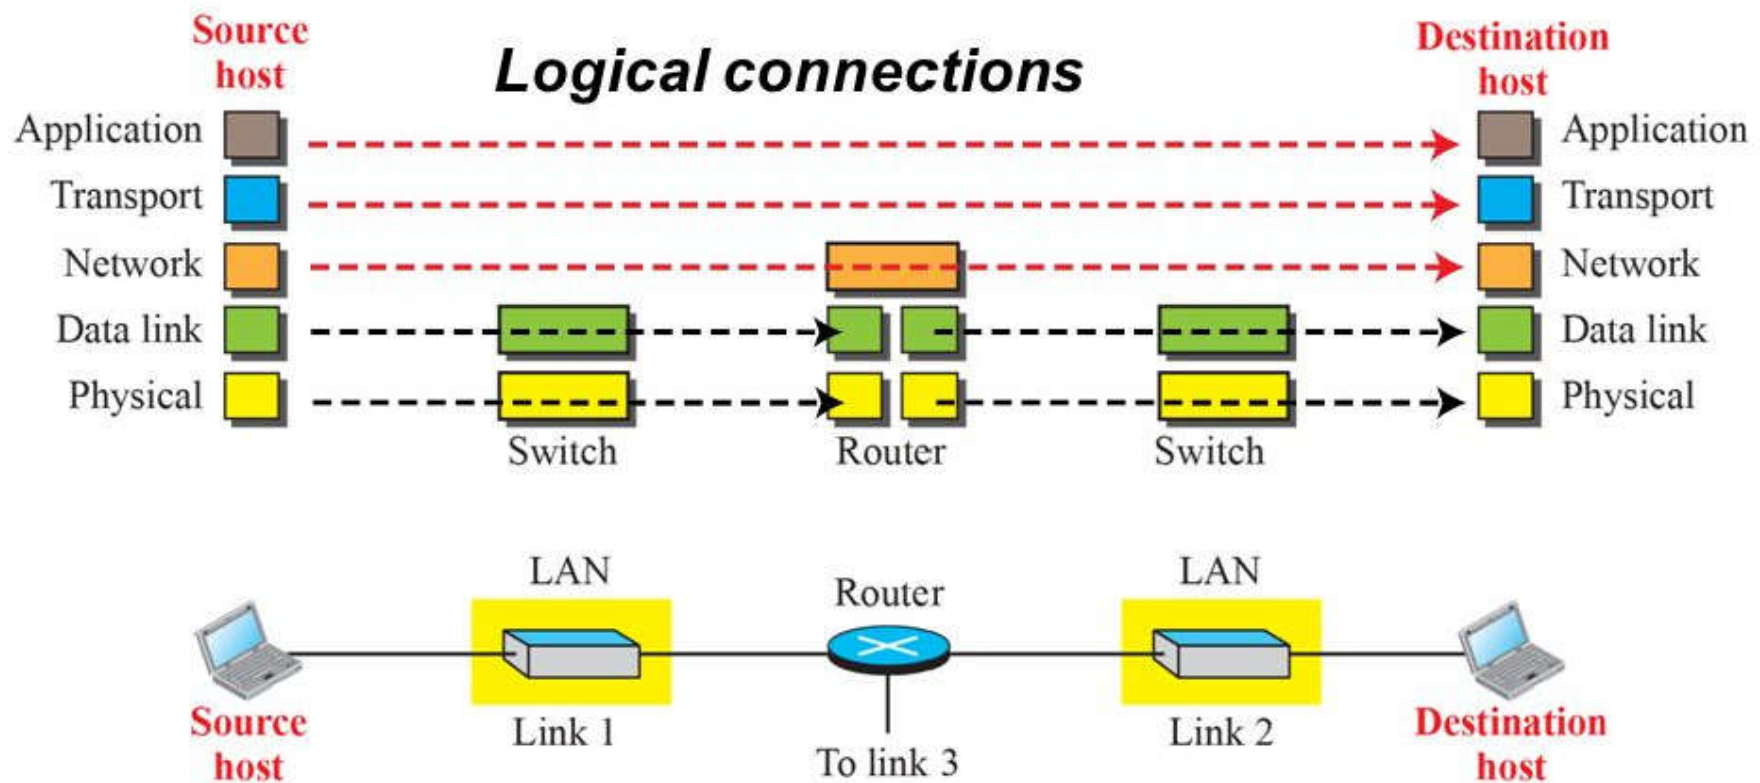 Source
host
Logical connections
Destination
host
Application
Application
Transport
Transport
Network
Network
Data link
Data link
Physical
Physical
Switch
Router
Switch
LAN
Router
LAN
Source
host
Link 1
To link 3
Link 2
Destination
host